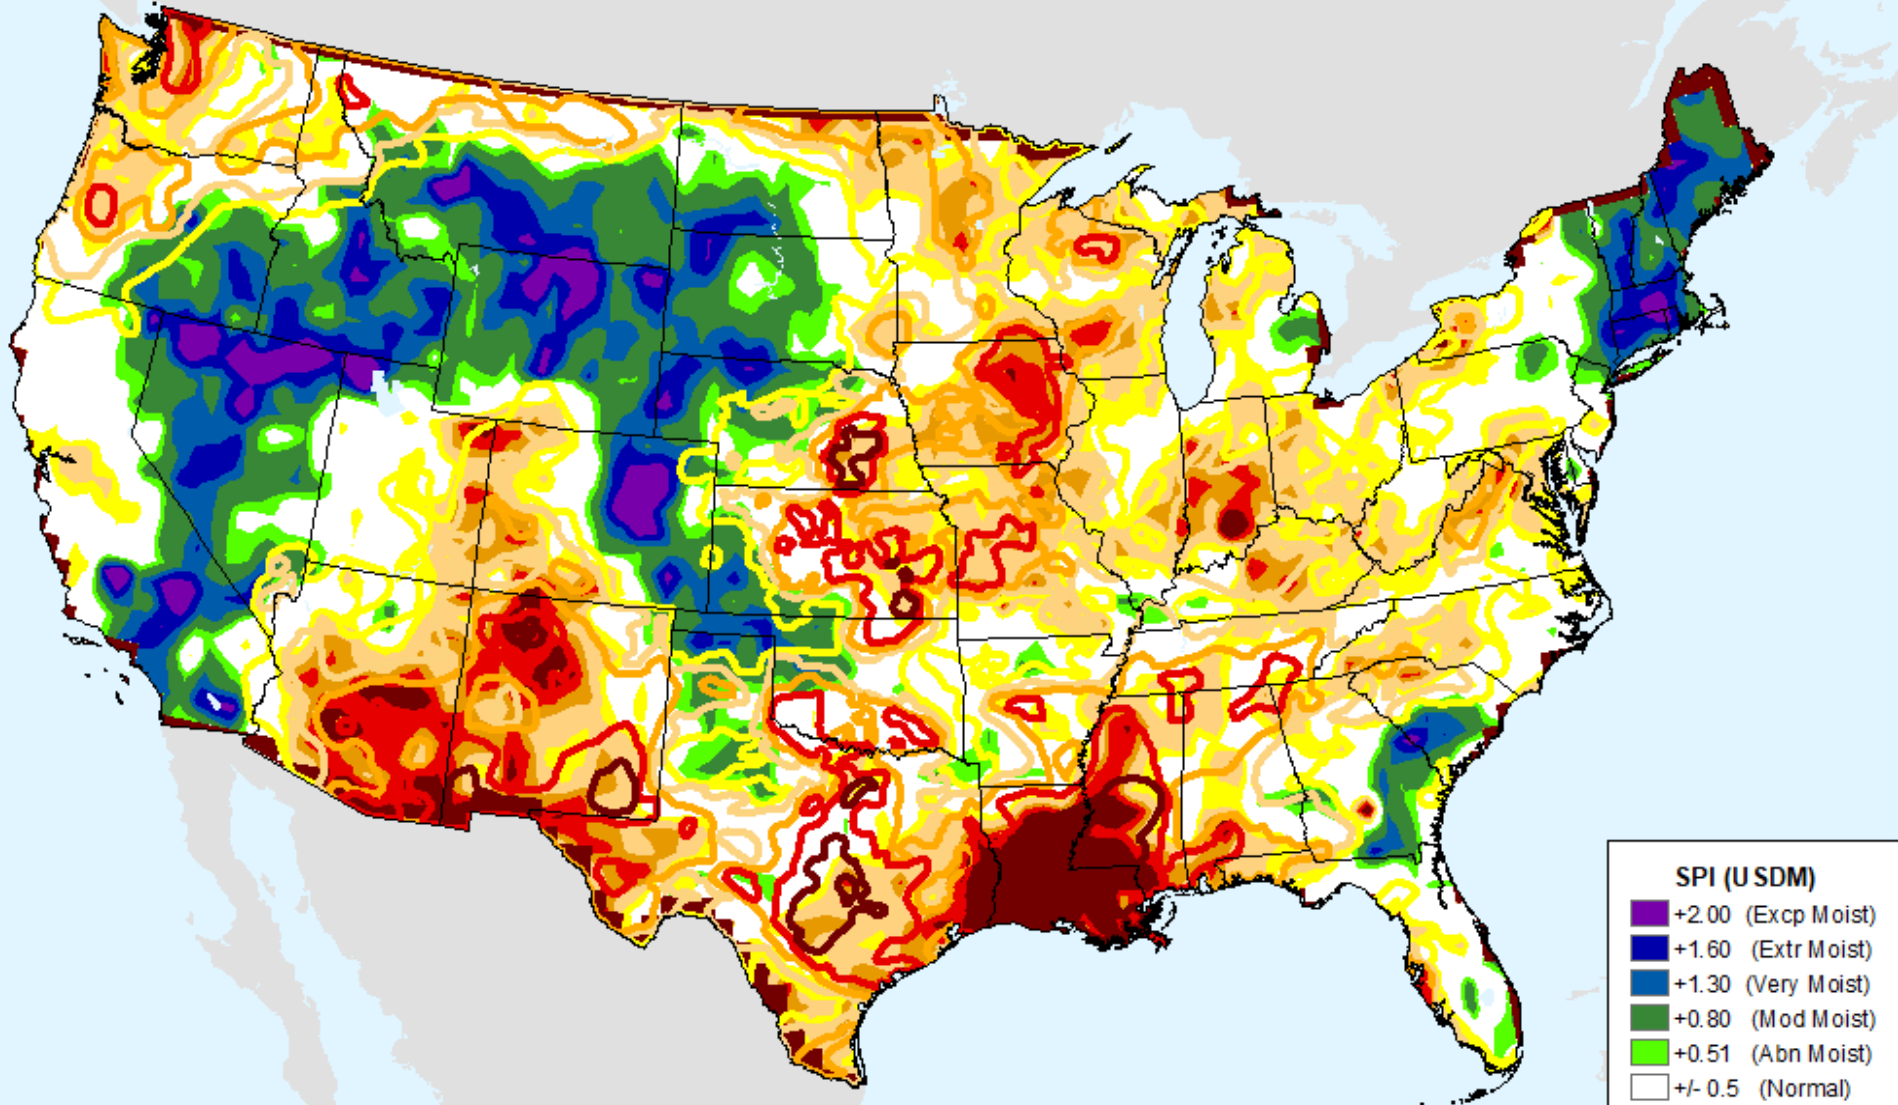 SPI (USDM)
+2.00 (Excp Moist)
+1.60 (Extr Moist)
+1.30 (Very Moist)
+0.80 (Mod Moist)
+0.51 (Abn Moist)
+/- 0.5 (Normal)